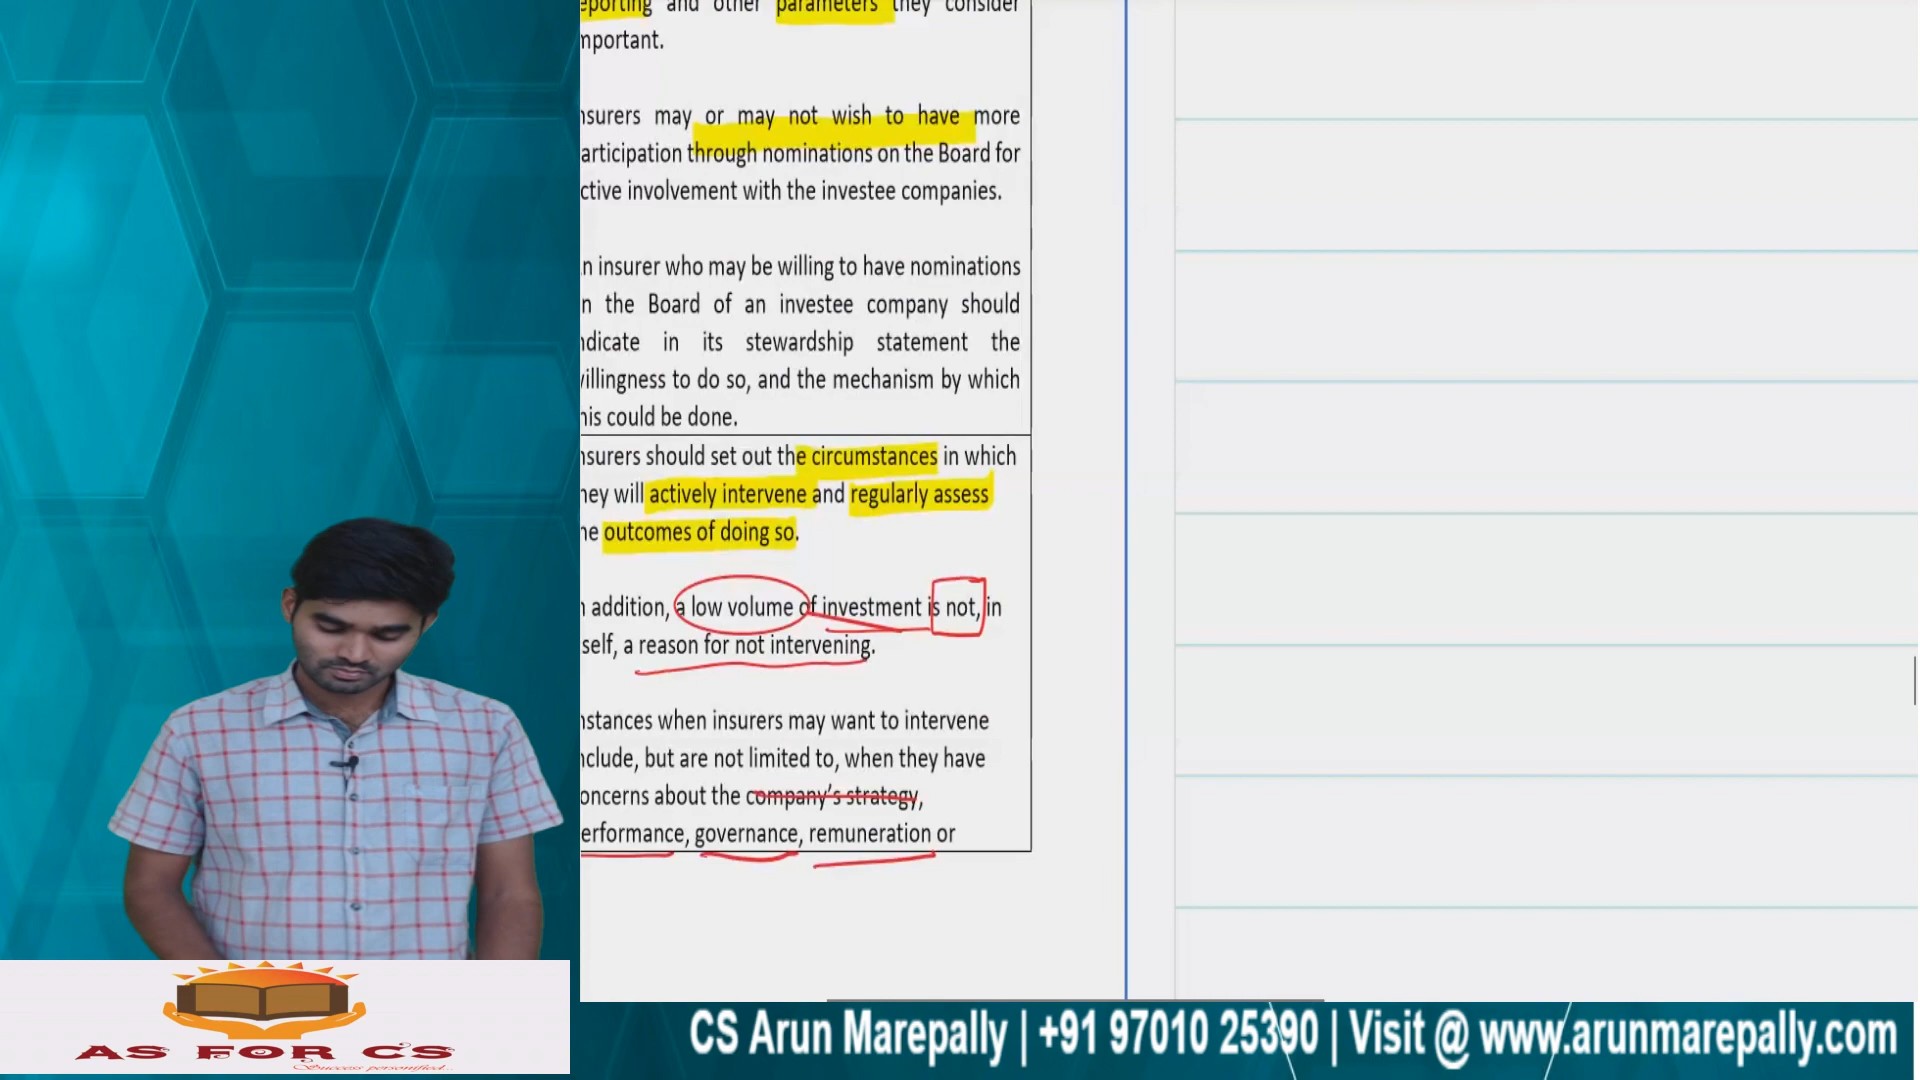 eporting and other parameters they consider
mportant.
nsurers may or may not wish to have more
articipation through nominations on the Board for
ctive involvement with the investee companies.
n insurer who may be willing to have nominations
n the Board of an investee company should
ndicate in its stewardship statement the
illingness to do so, and the mechanism by which
his could be done.
nsurers should set out the circumstances in which
hey will actively intervene and regularly assess
he outcomes of doing so.
n addition, a low volume of investment is not, in
self, a reason for not intervening.
nstances when insurers may want to intervene
nclude, but are not limited to, when they have
oncerns about the company's strategy,
erformance, governance, remuneration or
AS FOR CS
Success personified...
CS Arun Marepally | +91 97010 25390 | Visit @ www.arunmarepally.com